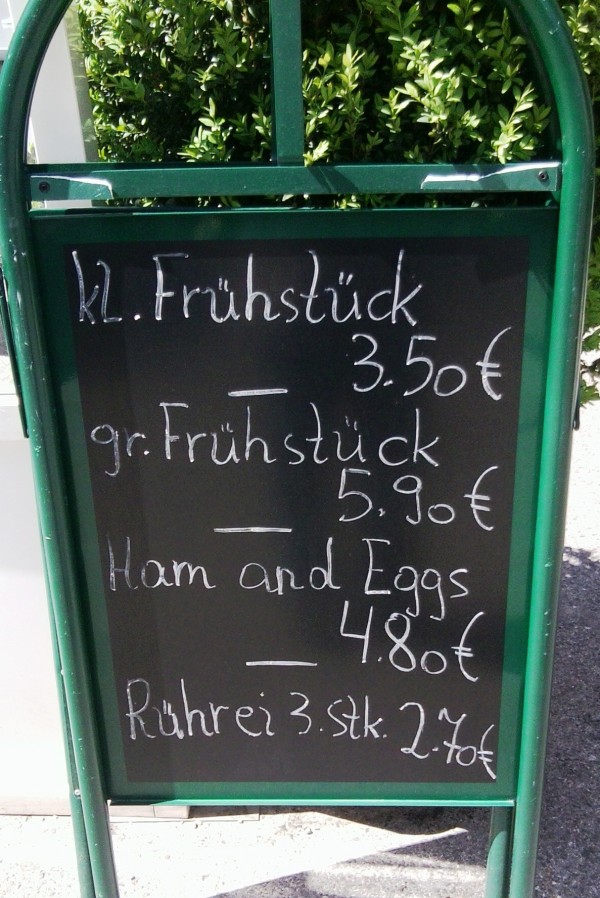 kl. Frühstück
3.50€
gr. Frühstück
5.90€
Ham and Eggs
4.80€
Rührei 3. Stk. 2.70€